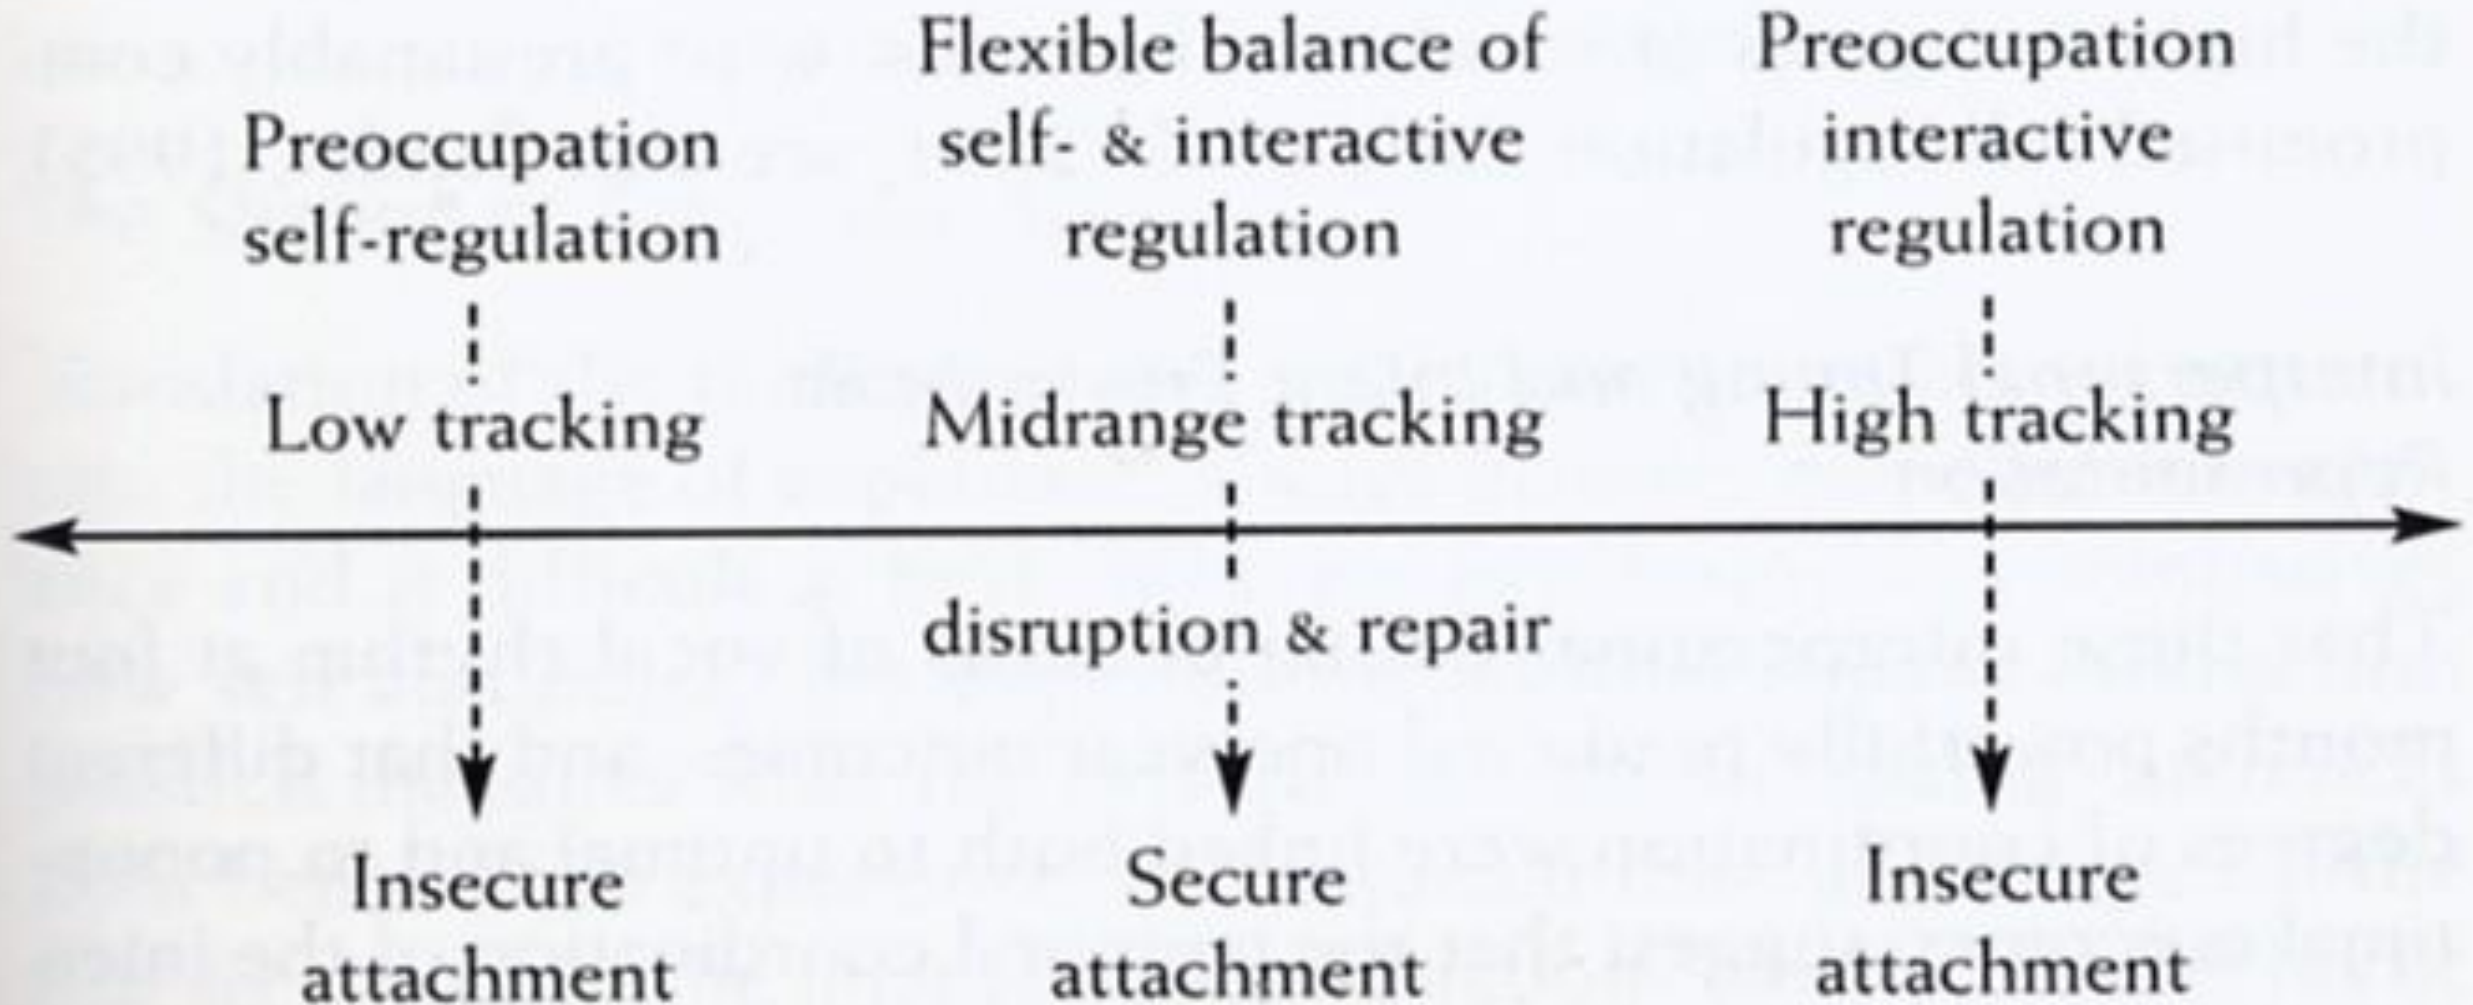 Preoccupation
self-regulation
Flexible balance of
self- & interactive
regulation
Preoccupation
interactive
regulation
Low tracking
Midrange tracking
High tracking
disruption & repair
Insecure
attachment
Secure
attachment
Insecure
attachment